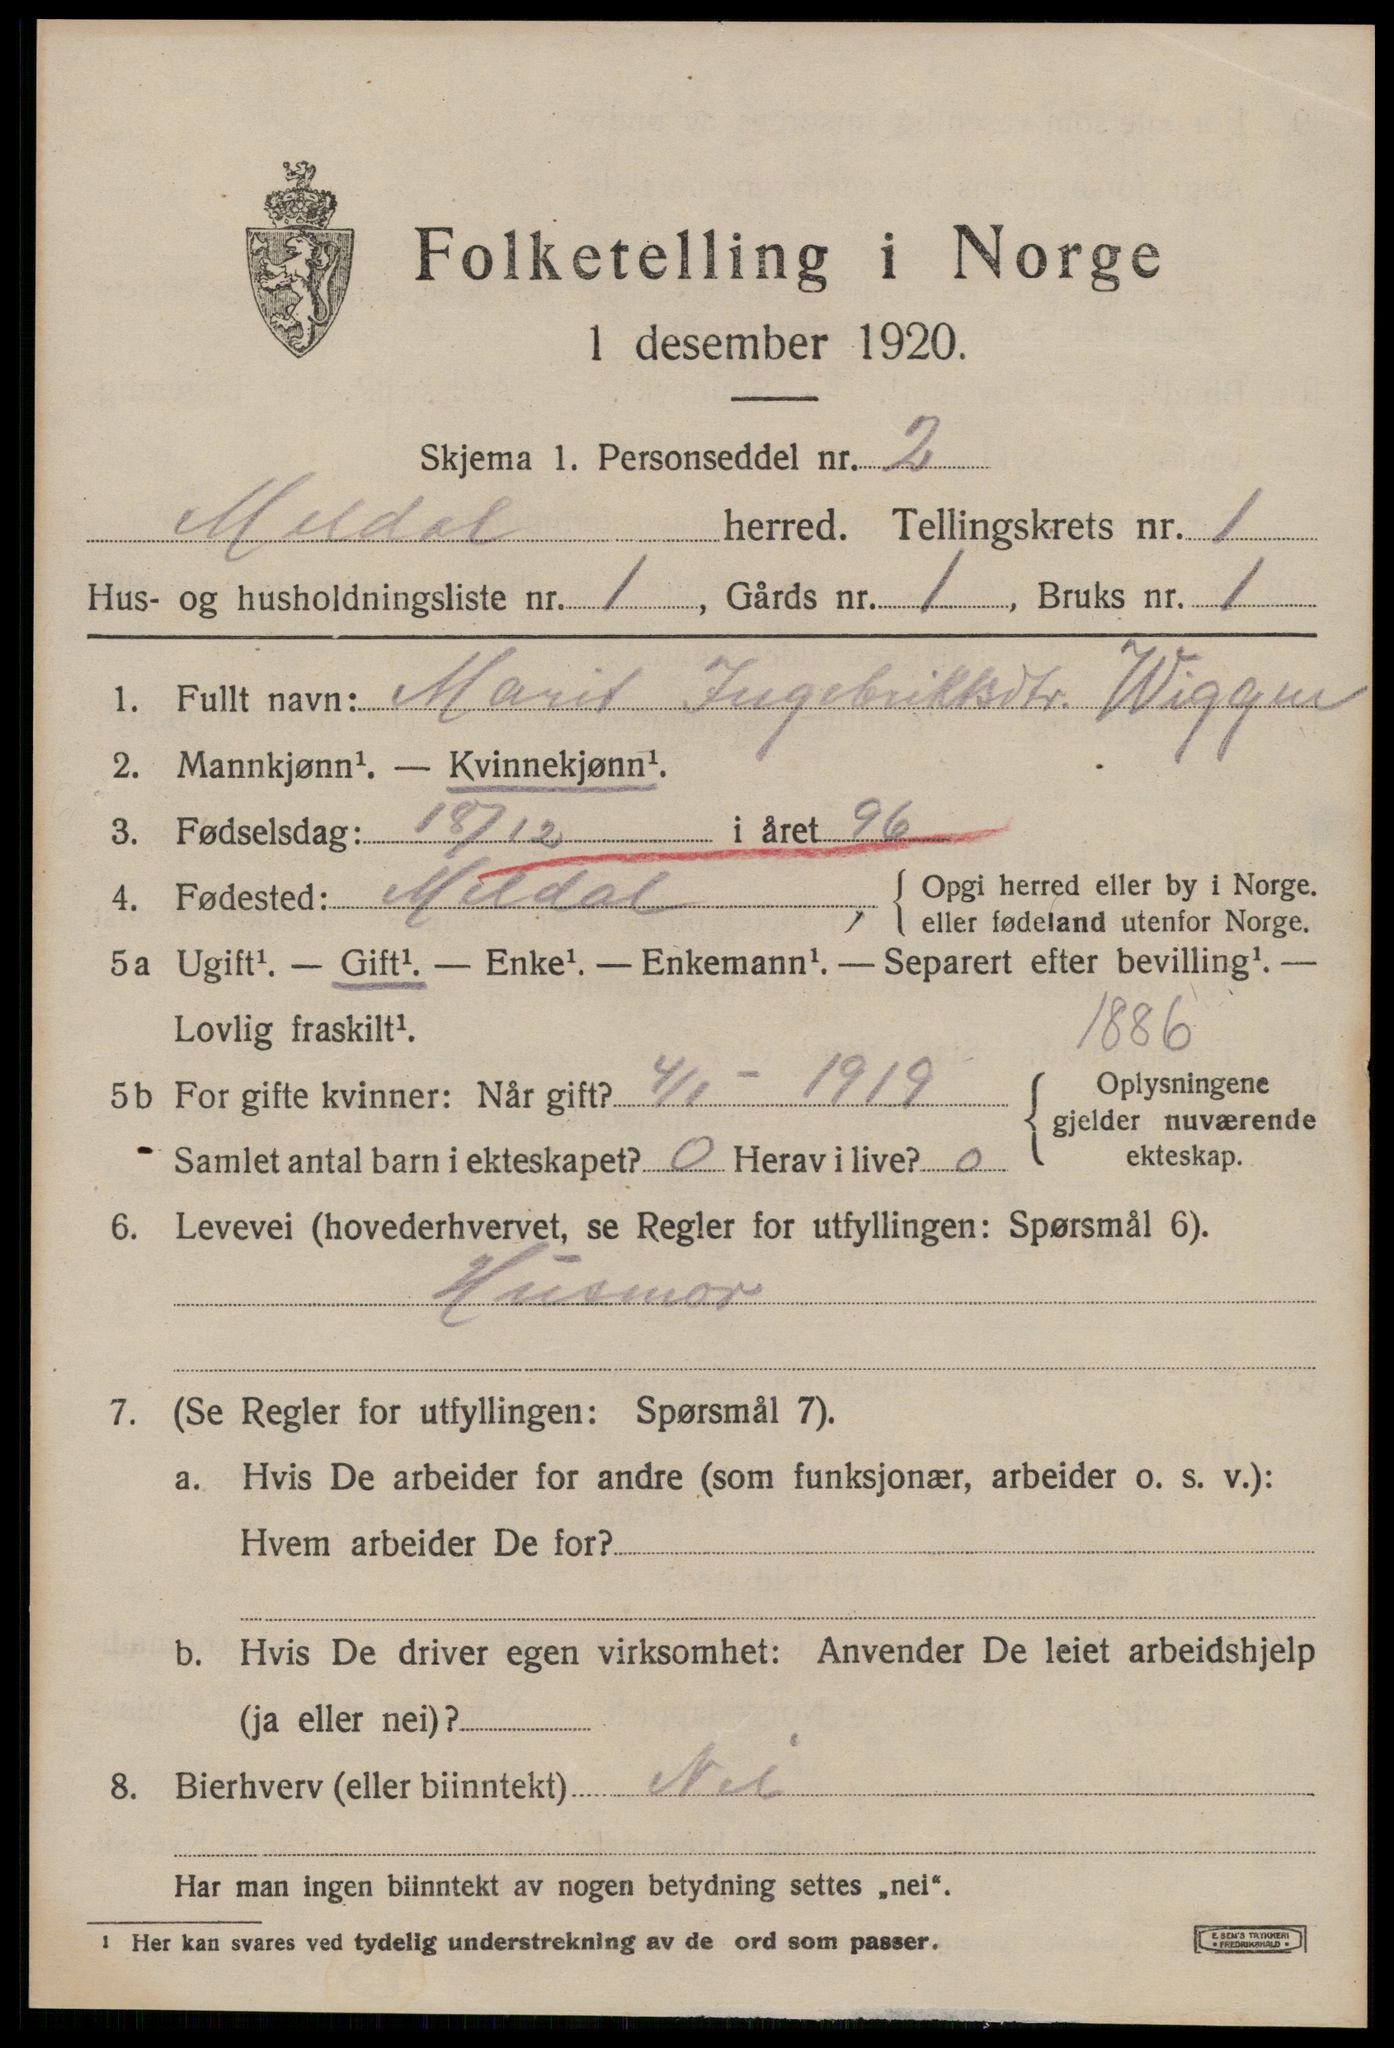 Folketelling i Norge
1 desember 1920.
Skjema 1. Personseddel nr. 2
Meldal herred. Tellingskrets nr. 1
Hus- og husholdningsliste nr. 1, Gårds nr. 1, Bruks nr. 1
1. Fullt navn: Marit Ingebriktsdtr. Wiggen
2. Mannkjønn¹. — Kvinnekjønn¹.
3. Fødselsdag: 18/12 i året 96
4. Fødested: Meldal { Opgi herred eller by i Norge.
eller fødeland utenfor Norge.
5a Ugift¹. — Gift¹. — Enke¹. — Enkemann¹. — Separert efter bevilling¹. —
Lovlig fraskilt¹.
1886
5b For gifte kvinner: Når gift? 4/1 - 1919
Samlet antal barn i ekteskapet? 0 Herav i live? 0
Oplysningene
gjelder nuværende
ekteskap.
6. Levevei (hovederhvervet, se Regler for utfyllingen: Spørsmål 6).
Husmor
7. (Se Regler for utfyllingen: Spørsmål 7).
a. Hvis De arbeider for andre (som funksjonær, arbeider o. s. v.):
Hvem arbeider De for?
b. Hvis De driver egen virksomhet: Anvender De leiet arbeidshjelp
(ja eller nei)?
8. Bierhverv (eller biinntekt) Nei
Har man ingen biinntekt av nogen betydning settes „nei“.
¹ Her kan svares ved tydelig understrekning av de ord som passer.
E. SEM'S TRYKKERI
• FREDRIKSHALD •